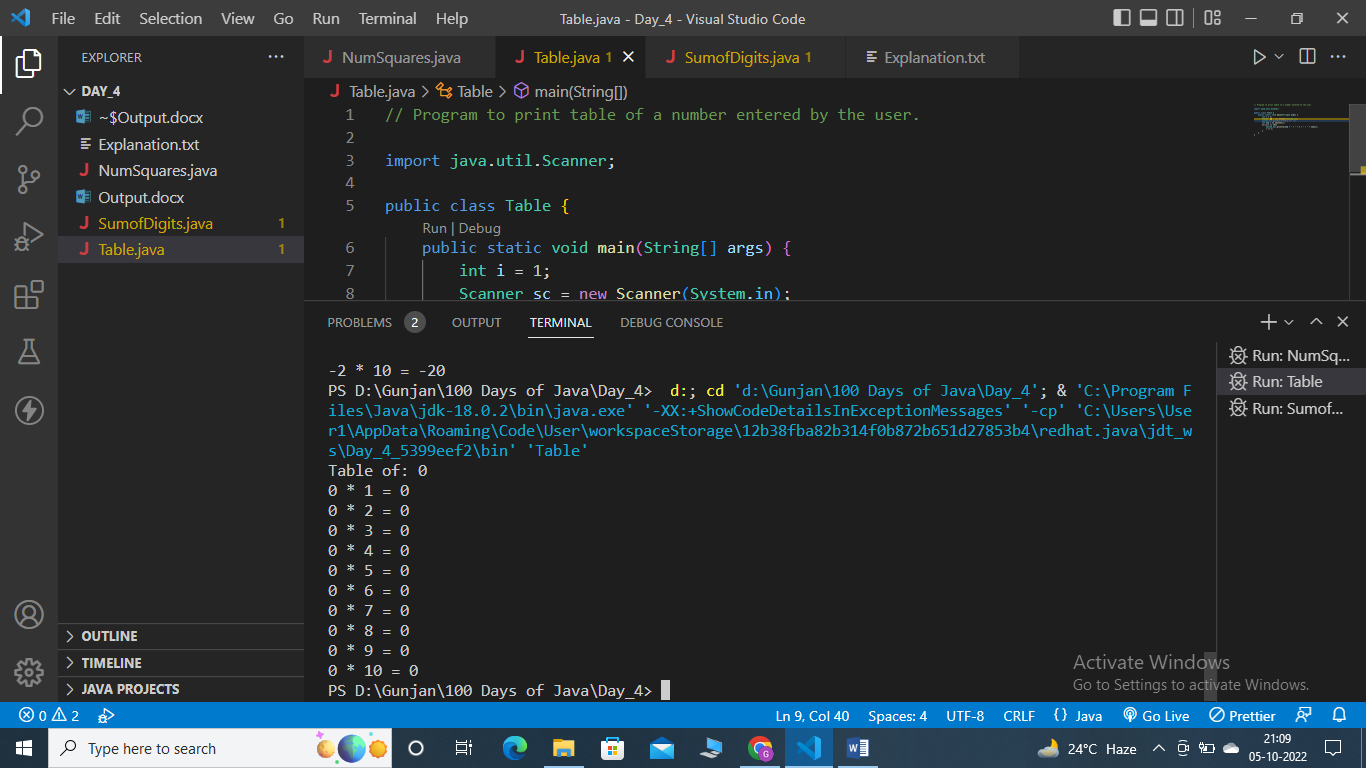 File Edit Selection View Go Run Terminal Help Table.java - Day_4 - Visual Studio Code
EXPLORER
DAY_4
~$Output.docx
Explanation.txt
NumSquares.java
Output.docx
SumofDigits.java 1
Table.java 1
OUTLINE
TIMELINE
JAVA PROJECTS
NumSquares.java Table.java 1 SumofDigits.java 1 Explanation.txt
Table.java > Table > main(String[])
1 // Program to print table of a number entered by the user.
2
3 import java.util.Scanner;
4
5 public class Table {
Run | Debug
6 public static void main(String[] args) {
7 int i = 1;
8 Scanner sc = new Scanner(System.in);
PROBLEMS 2 OUTPUT TERMINAL DEBUG CONSOLE
-2 * 10 = -20
PS D:\Gunjan\100 Days of Java\Day_4>  d:; cd 'd:\Gunjan\100 Days of Java\Day_4'; & 'C:\Program F
iles\Java\jdk-18.0.2\bin\java.exe' '-XX:+ShowCodeDetailsInExceptionMessages' '-cp' 'C:\Users\Use
r1\AppData\Roaming\Code\User\workspaceStorage\12b38fba82b314f0b872b651d27853b4\redhat.java\jdt_w
s\Day_4_5399eef2\bin' 'Table'
Table of: 0
0 * 1 = 0
0 * 2 = 0
0 * 3 = 0
0 * 4 = 0
0 * 5 = 0
0 * 6 = 0
0 * 7 = 0
0 * 8 = 0
0 * 9 = 0
0 * 10 = 0
PS D:\Gunjan\100 Days of Java\Day_4>
Run: NumSq...
Run: Table
Run: Sumof...
Activate Windows
Go to Settings to activate Windows.
0 2 Ln 9, Col 40 Spaces: 4 UTF-8 CRLF {} Java Go Live Prettier
Type here to search 24°C Haze 21:09
05-10-2022